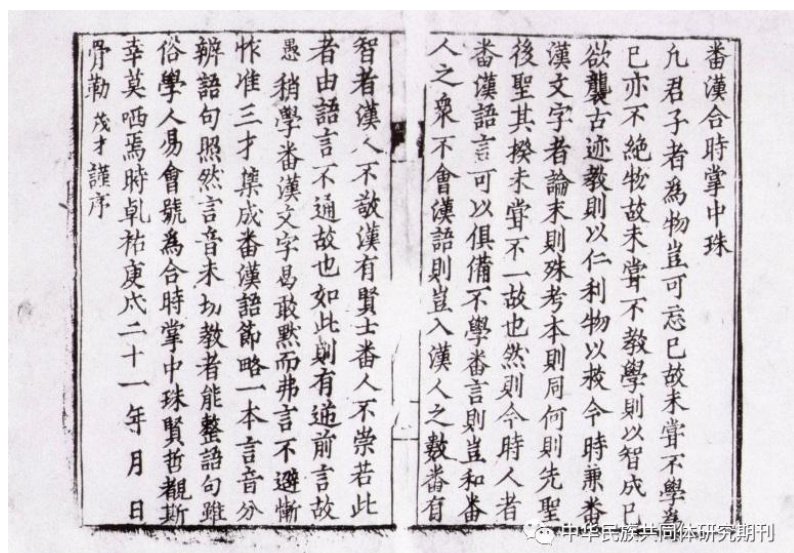 番漢合時掌中珠
凢君子者為物豈可忘己故未甞不學為
己亦不絕物故未甞不教學則以智成己
欲襲古迹教則以仁利物以救今時兼番
漢文字者論末則殊考本則同何則先聖
後聖其揆未甞不一故也然則今時人者
番漢語言可以俱備不學番言則豈和番
人之衆不會漢語則豈入漢人之數番有
智者漢人不敬漢有賢士番人不崇若此
者由語言不通故也如此則有逆前言故
愚稍學番漢文字曷敢默而弗言不避慚
怍准三才集成番漢語節略一本言音分
辨語句照然言音未切教者能整語句雖
俗學人易會號為合時掌中珠賢哲觀斯
幸莫哂焉時乹祐庚戌二十一年 月 日
骨勒茂才謹序
中华民族共同体研究期刊